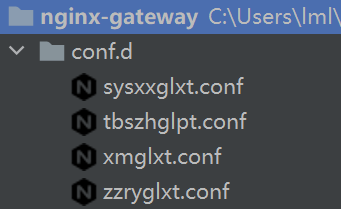 nginx-gateway C:\Users\lml\
conf.d
sysxxglxt.conf
tbszhglpt.conf
xmglxt.conf
zzryglxt.conf